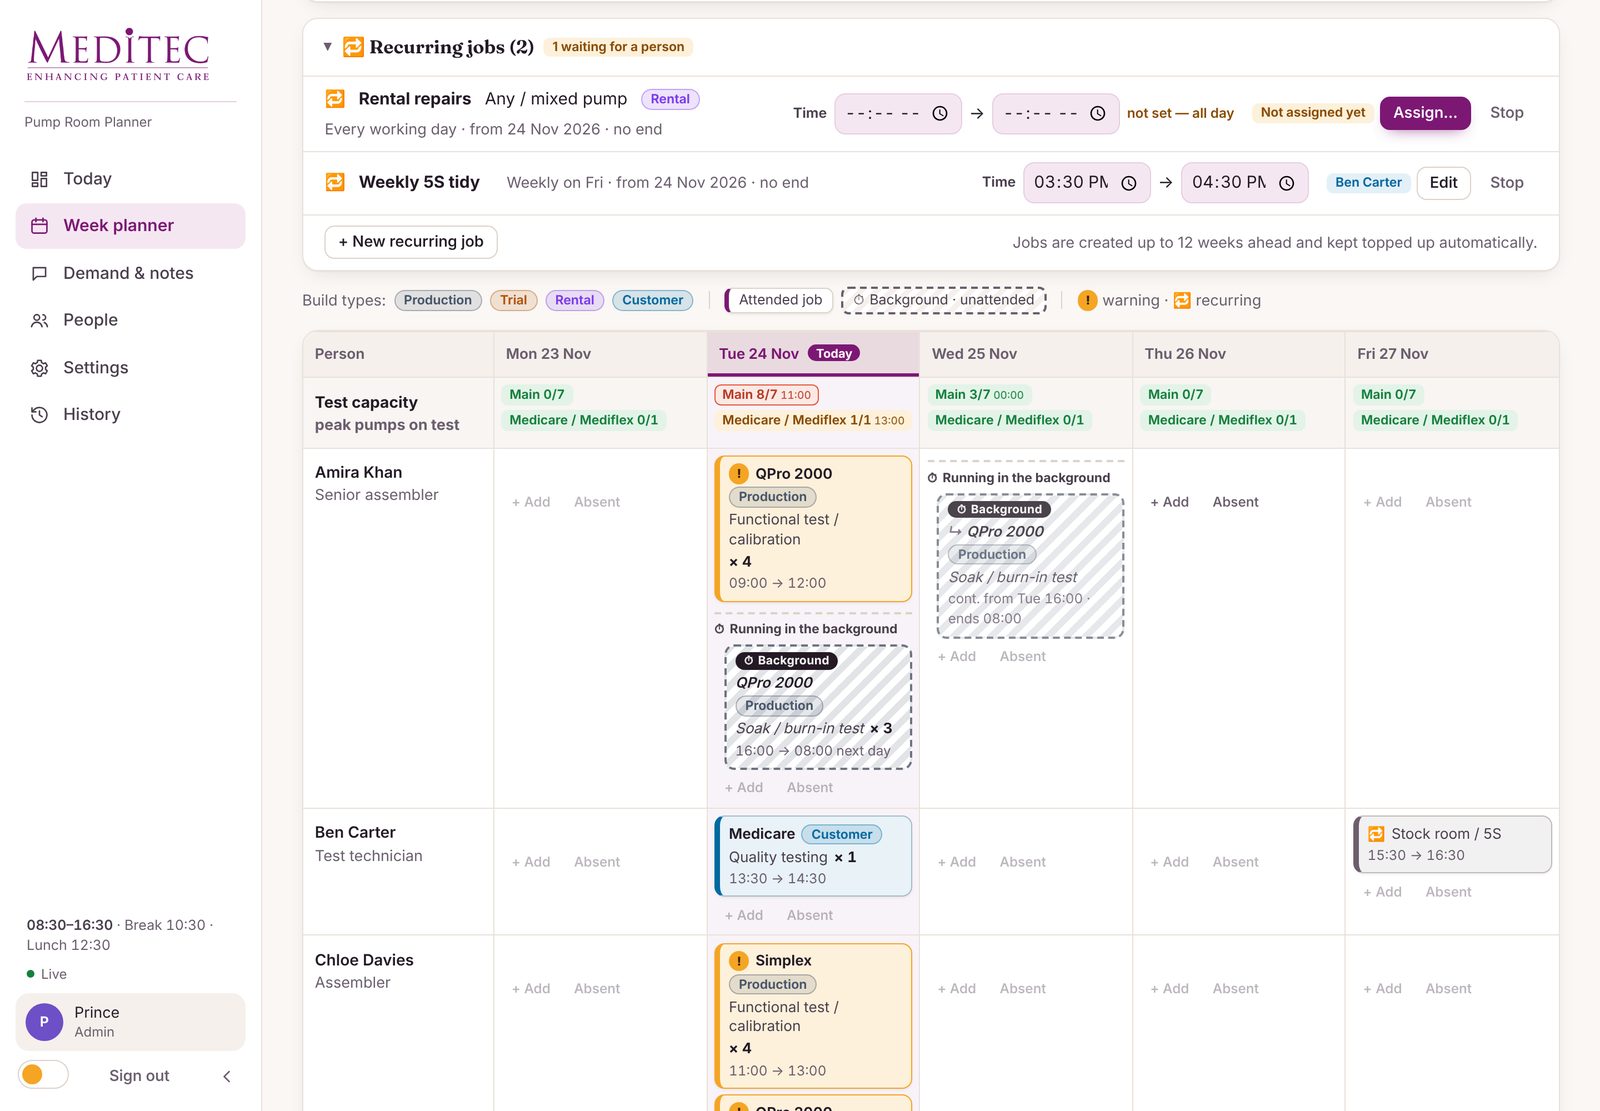 MEDITEC
ENHANCING PATIENT CARE
Pump Room Planner
Today
Week planner
Demand & notes
People
Settings
History
08:30–16:30 · Break 10:30 ·
Lunch 12:30
Live
P
Prince
Admin
Sign out
Recurring jobs (2) 1 waiting for a person
Rental repairs Any / mixed pump Rental
Every working day · from 24 Nov 2026 · no end
Time --:-- -- → --:-- -- not set — all day Not assigned yet Assign... Stop
Weekly 5S tidy Weekly on Fri · from 24 Nov 2026 · no end Time 03:30 PM → 04:30 PM Ben Carter Edit Stop
+ New recurring job Jobs are created up to 12 weeks ahead and kept topped up automatically.
Build types: Production Trial Rental Customer Attended job Background · unattended ! warning · recurring
Person Mon 23 Nov Tue 24 Nov Today Wed 25 Nov Thu 26 Nov Fri 27 Nov
Test capacity
peak pumps on test
Main 0/7
Medicare / Mediflex 0/1
Main 8/7 11:00
Medicare / Mediflex 1/1 13:00
Main 3/7 00:00
Medicare / Mediflex 0/1
Main 0/7
Medicare / Mediflex 0/1
Main 0/7
Medicare / Mediflex 0/1
Amira Khan
Senior assembler
+ Add Absent
! QPro 2000
Production
Functional test /
calibration
× 4
09:00 → 12:00
Running in the background
Background
QPro 2000
Production
Soak / burn-in test × 3
16:00 → 08:00 next day
+ Add Absent
Running in the background
Background
↳ QPro 2000
Production
Soak / burn-in test
cont. from Tue 16:00 ·
ends 08:00
+ Add Absent
+ Add Absent
+ Add Absent
Ben Carter
Test technician
+ Add Absent
Medicare Customer
Quality testing × 1
13:30 → 14:30
+ Add Absent
+ Add Absent
+ Add Absent
Stock room / 5S
15:30 → 16:30
+ Add Absent
Chloe Davies
Assembler
+ Add Absent
! Simplex
Production
Functional test /
calibration
× 4
11:00 → 13:00
! QPro 2000
+ Add Absent
+ Add Absent
+ Add Absent